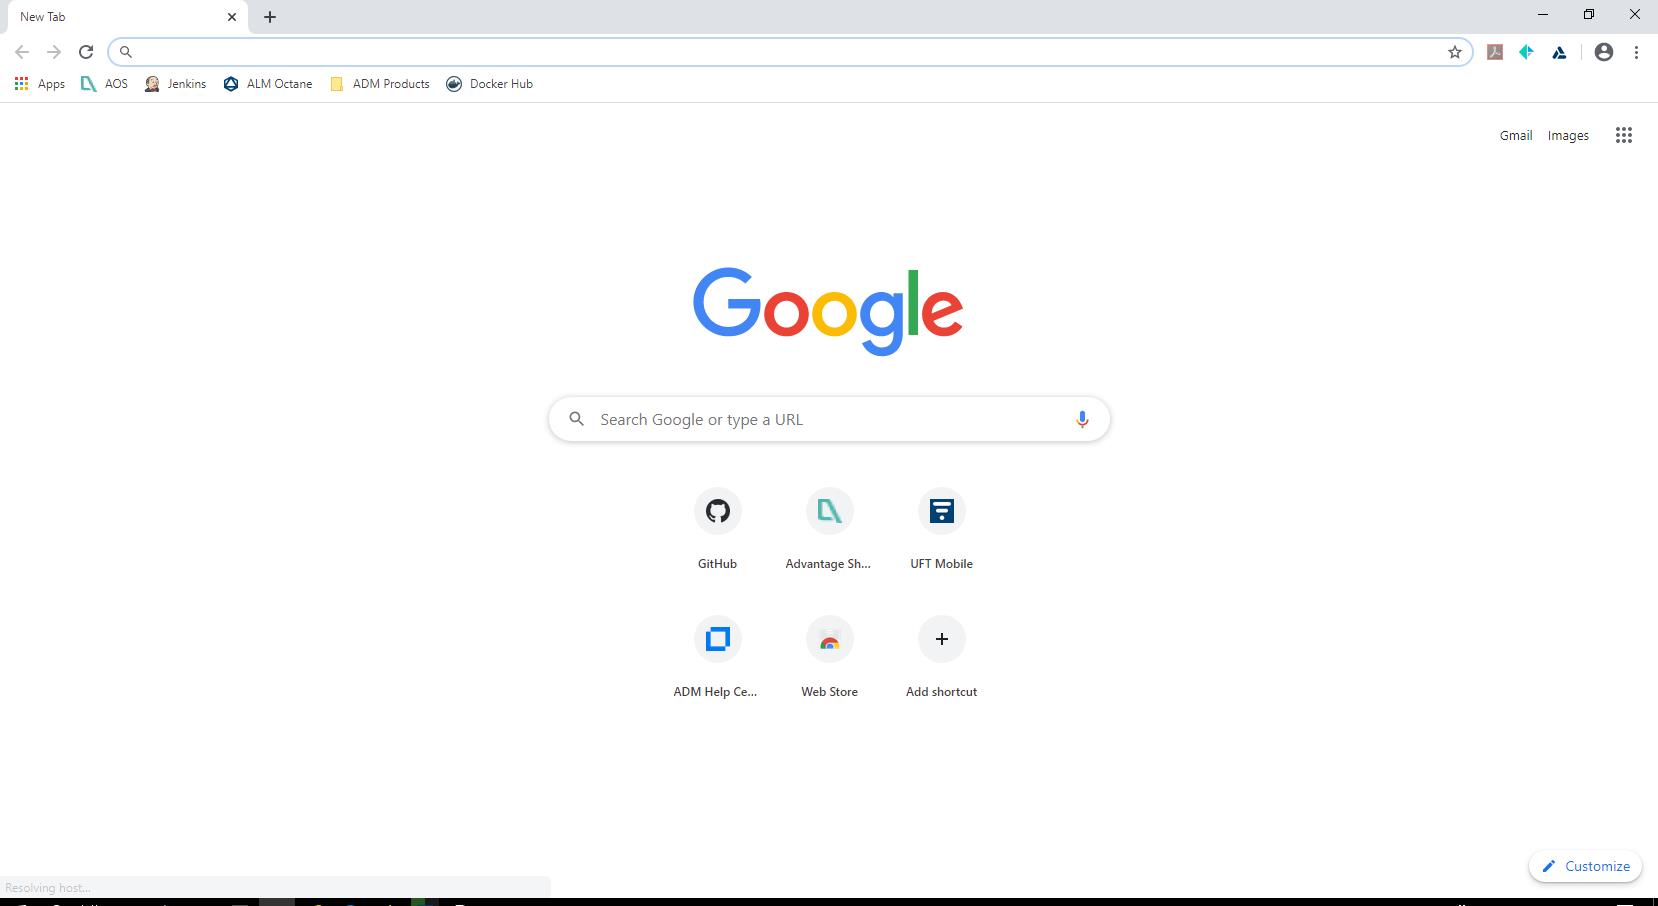 New Tab
Apps AOS Jenkins ALM Octane ADM Products Docker Hub
Gmail Images
Google
Search Google or type a URL
GitHub Advantage Sh... UFT Mobile
ADM Help Ce... Web Store Add shortcut
Customize
Resolving host...